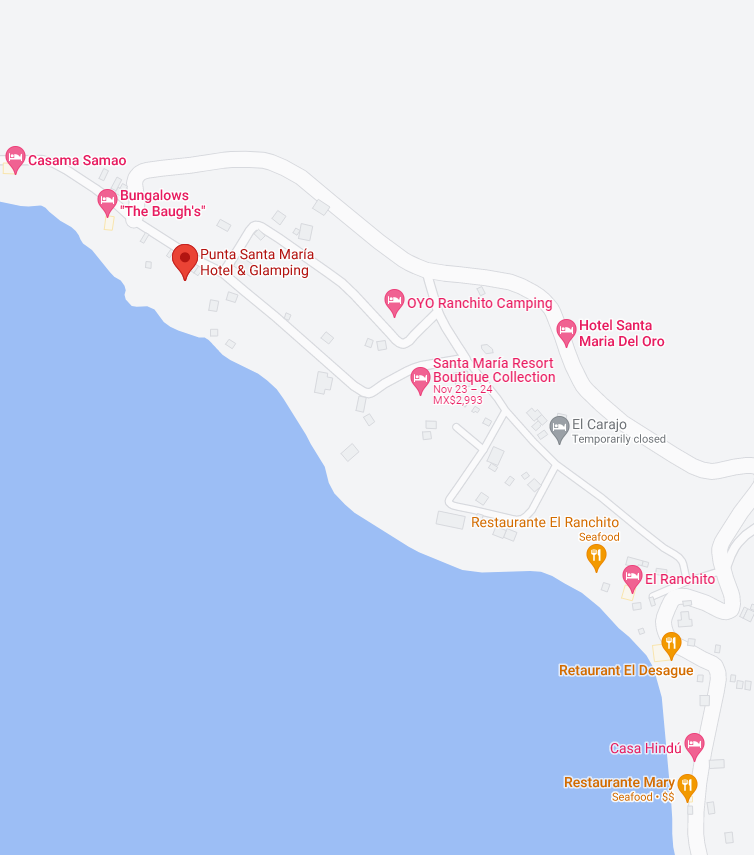 Casama Samao
Bungalows
"The Baugh's"
Punta Santa María
Hotel & Glamping
OYO Ranchito Camping
Hotel Santa
Maria Del Oro
Santa María Resort
Boutique Collection
Nov 23 – 24
MX$2,993
El Carajo
Temporarily closed
Restaurante El Ranchito
Seafood
El Ranchito
Retaurant El Desague
Casa Hindú
Restaurante Mary
Seafood • $$